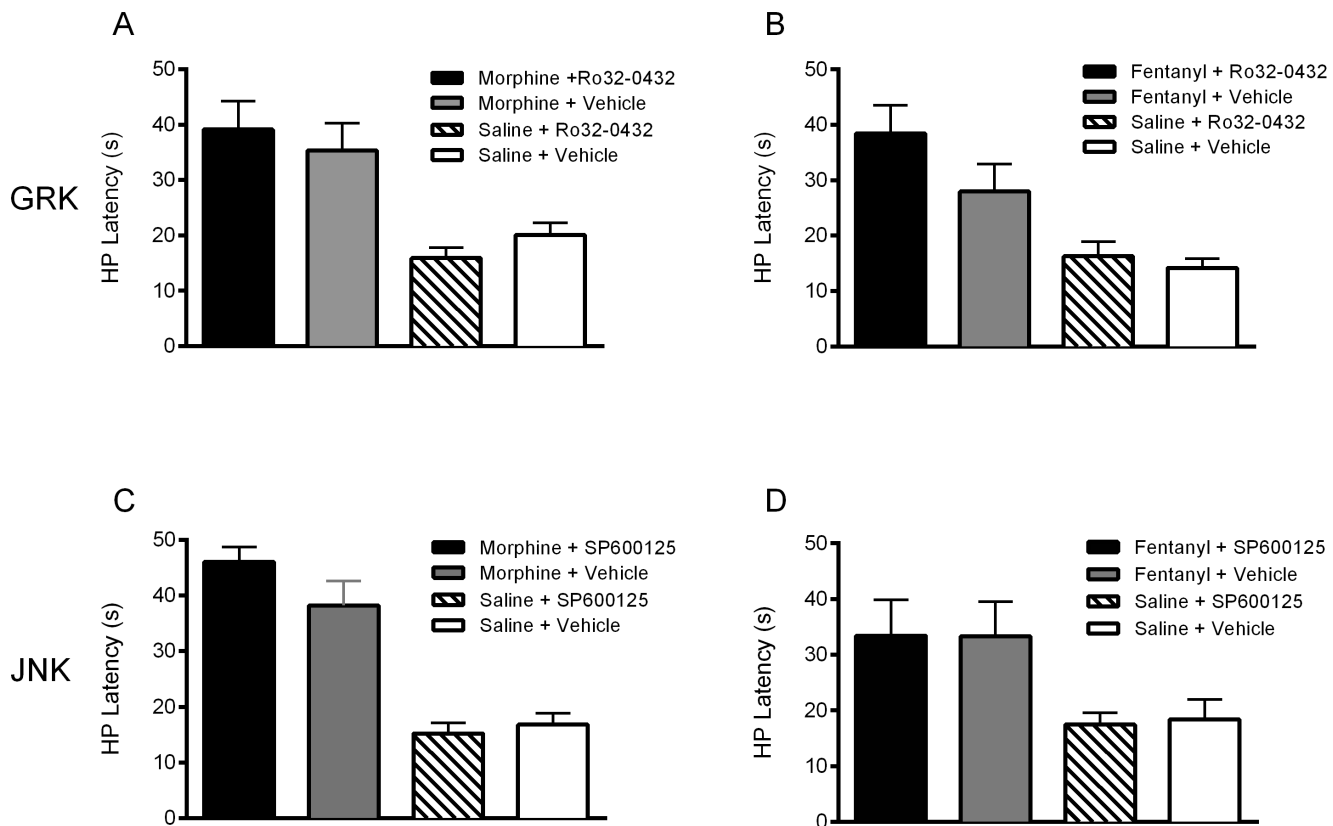 A
B
50
40
30
20
10
0
HP Latency (s)
Morphine +Ro32-0432
Morphine + Vehicle
Saline + Ro32-0432
Saline + Vehicle
50
40
30
20
10
0
HP Latency (s)
Fentanyl + Ro32-0432
Fentanyl + Vehicle
Saline + Ro32-0432
Saline + Vehicle
GRK
C
D
50
40
30
20
10
0
HP Latency (s)
Morphine + SP600125
Morphine + Vehicle
Saline + SP600125
Saline + Vehicle
50
40
30
20
10
0
HP Latency (s)
Fentanyl + SP600125
Fentanyl + Vehicle
Saline + SP600125
Saline + Vehicle
JNK